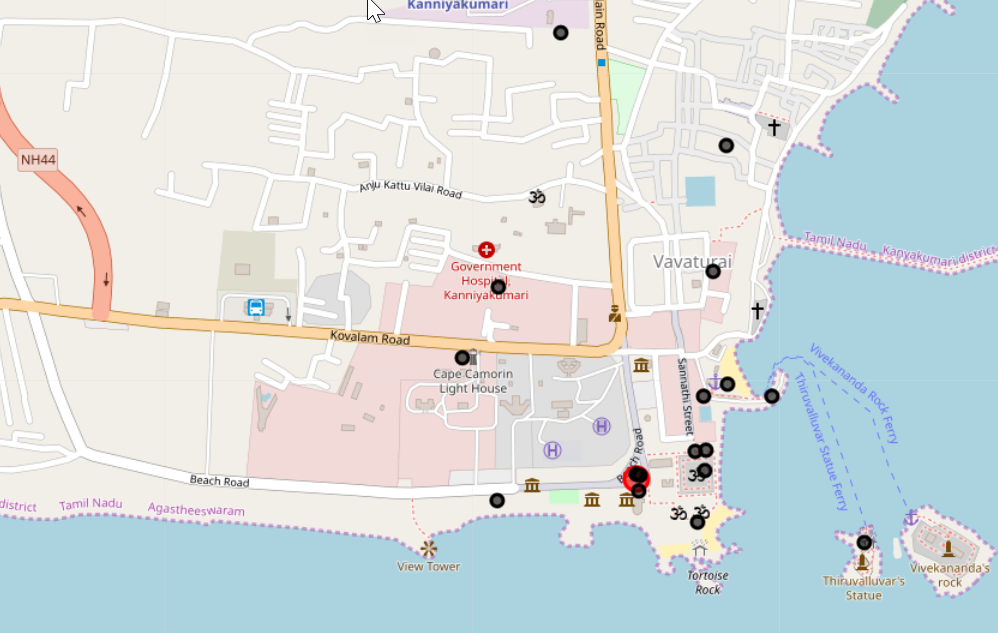 Kanniyakumari
ain Road
NH44
Anju Kattu Vilai Road
Tamil Nadu
Kanyakumari district
Vavaturai
Government
Hospital,
Kanniyakumari
Kovalam Road
Cape Camorin
Light House
Sannathi Street
Vivekananda Rock Ferry
Thiruvalluvar Statue Ferry
H
H
Beach Road
Beach Road
district
Tamil Nadu
Agastheeswaram
ॐ
ॐ
ॐ
ॐ
View Tower
Tortoise
Rock
Thiruvalluvar's
Statue
Vivekananda's
rock